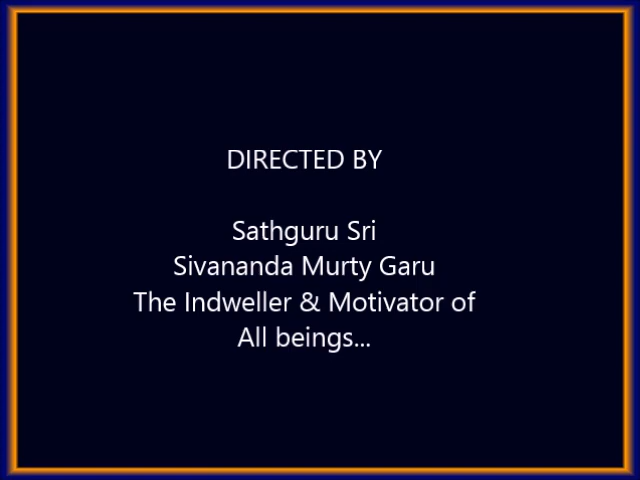 DIRECTED BY
Sathguru Sri
Sivananda Murty Garu
The Indweller & Motivator of
All beings...